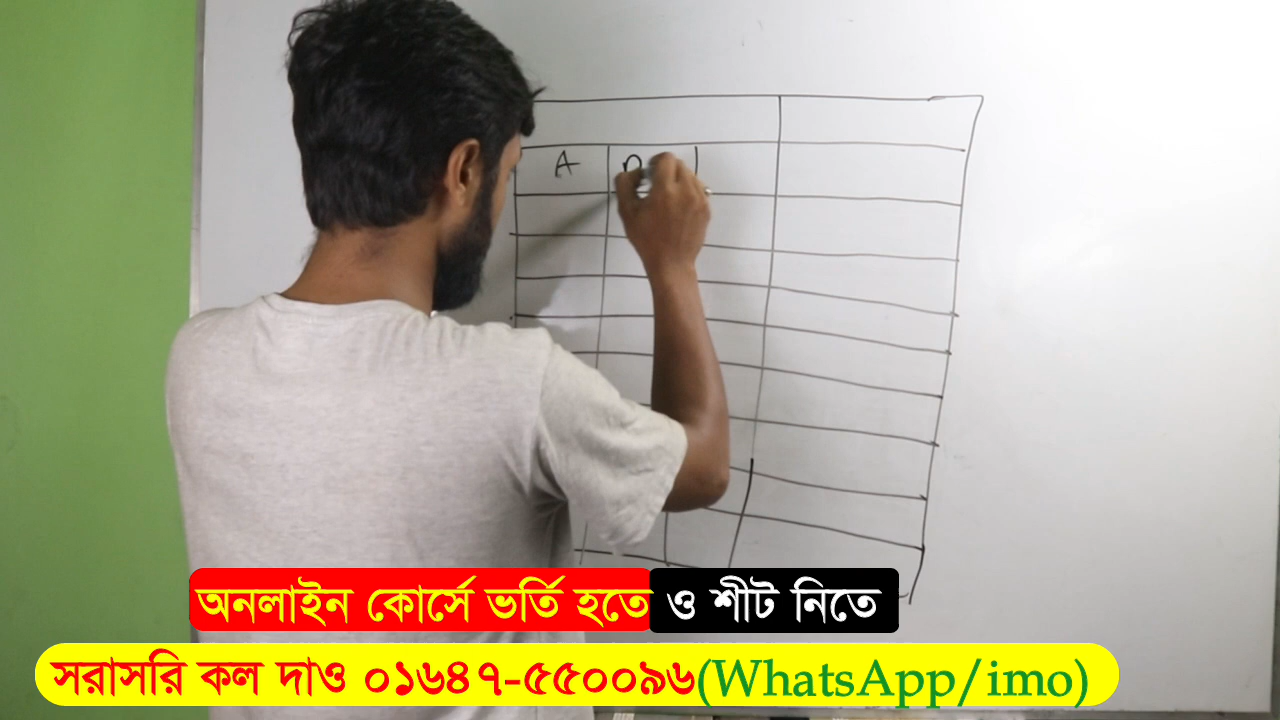 A
অনলাইন কোর্সে ভর্তি হতে ও শীট নিতে
সরাসরি কল দাও ০১৬৪৭-৫৫০০৯৬(WhatsApp/imo)